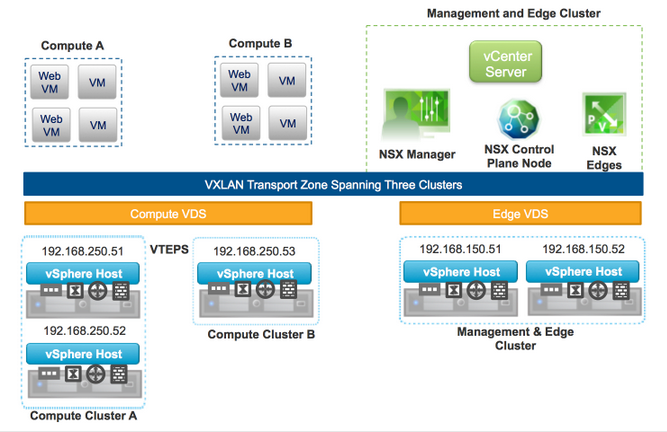 Management and Edge Cluster
Compute A
Compute B
vCenter
Server
Web
VM
VM
Web
VM
VM
Web
VM
VM
Web
VM
VM
NSX Manager
NSX Control
Plane Node
P
V
NSX
Edges
VXLAN Transport Zone Spanning Three Clusters
Compute VDS
Edge VDS
192.168.250.51
VTEPS
192.168.250.53
192.168.150.51
192.168.150.52
vSphere Host
vSphere Host
vSphere Host
vSphere Host
192.168.250.52
vSphere Host
Compute Cluster B
Management & Edge
Cluster
Compute Cluster A